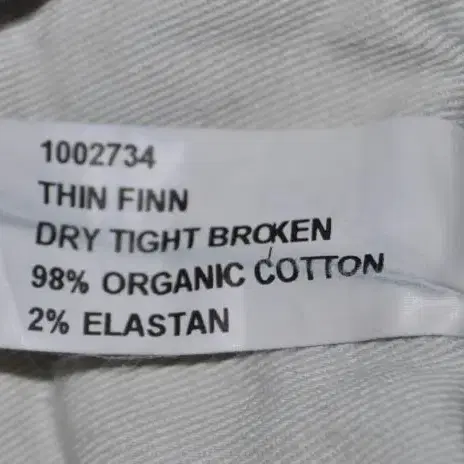 1002734
THIN FINN
DRY TIGHT BROKEN
98% ORGANIC COTTON
2% ELASTAN